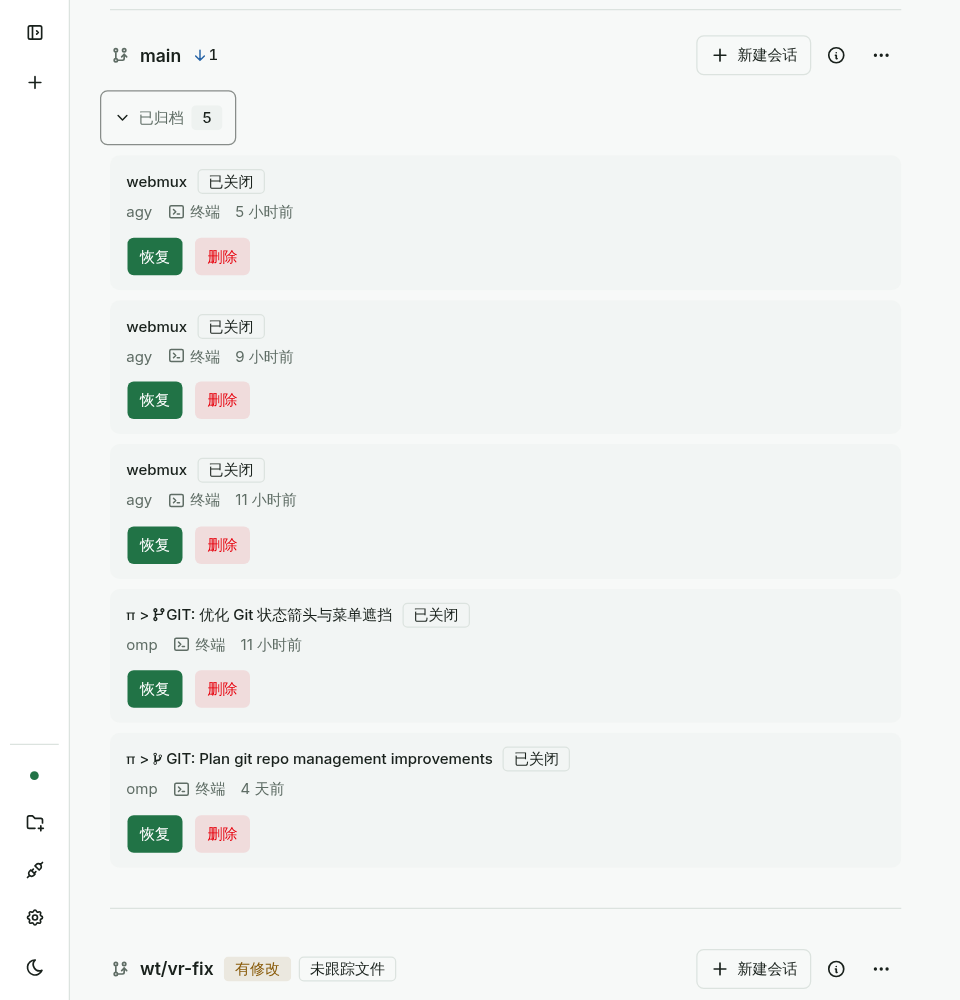 main 1 新建会话
已归档 5
webmux 已关闭
agy 终端 5 小时前
恢复 删除
webmux 已关闭
agy 终端 9 小时前
恢复 删除
webmux 已关闭
agy 终端 11 小时前
恢复 删除
π > GIT: 优化 Git 状态箭头与菜单遮挡 已关闭
omp 终端 11 小时前
恢复 删除
π > GIT: Plan git repo management improvements 已关闭
omp 终端 4 天前
恢复 删除
wt/vr-fix 有修改 未跟踪文件 新建会话